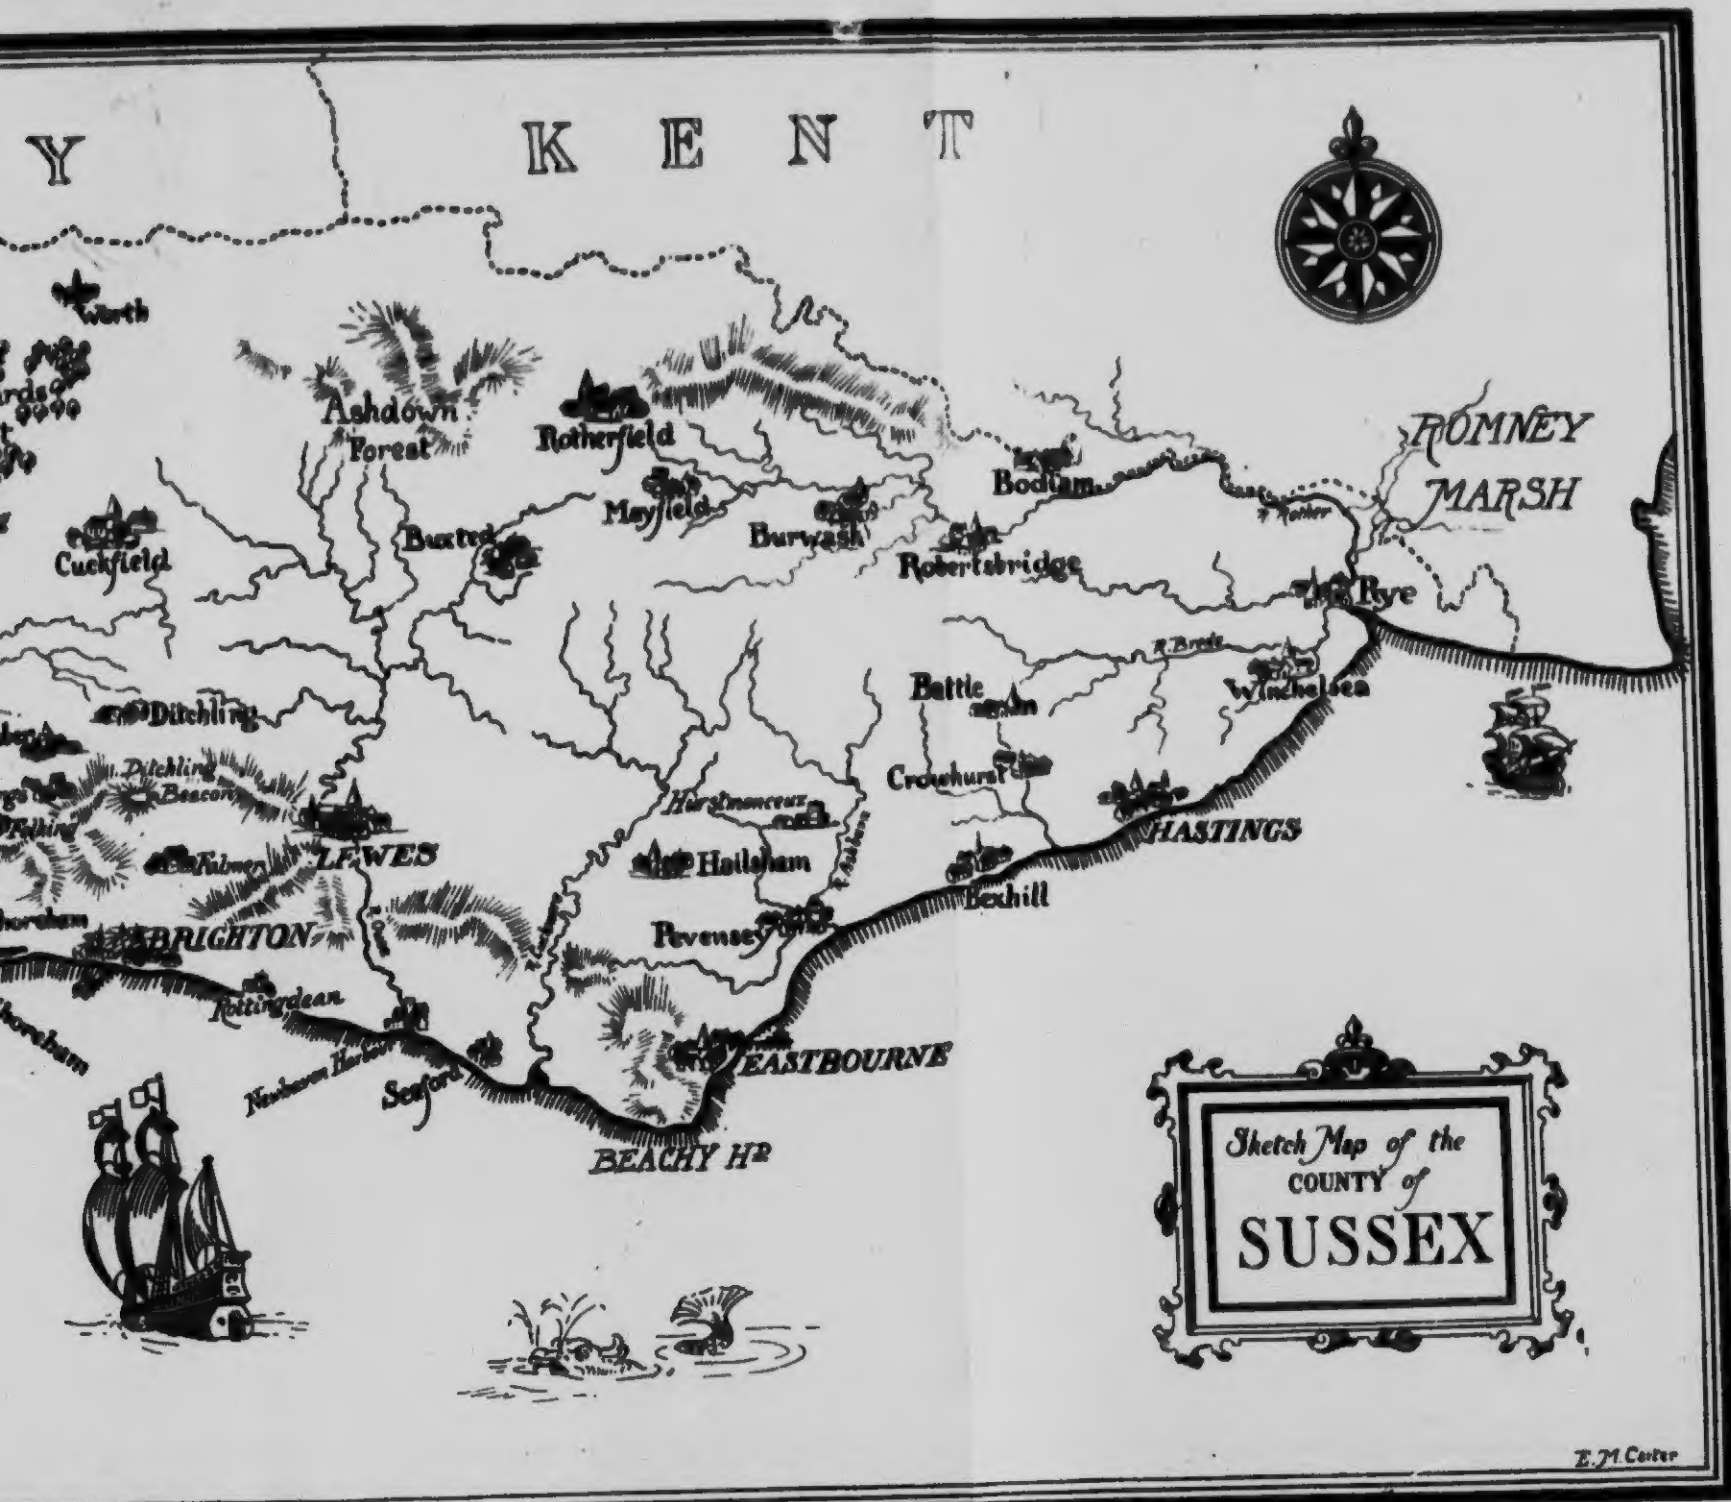 Y
KENT
Worth
Ashdown
Forest
Rotherfield
Mayfield
Burwash
Bodiam
Robertsbridge
R. Rother
ROMNEY
MARSH
Cuckfield
Buxted
Rye
R. Brede
Winchelsea
Battle
Crowhurst
HASTINGS
Bexhill
Ditchling
Ditchling
Beacon
Falmer
LEWES
Hurstmonceux
Hailsham
Pevensey
BRIGHTON
Rottingdean
Newhaven Harbour
Seaford
EASTBOURNE
BEACHY HD
Sketch Map of the
COUNTY of
SUSSEX
E. M. Carter